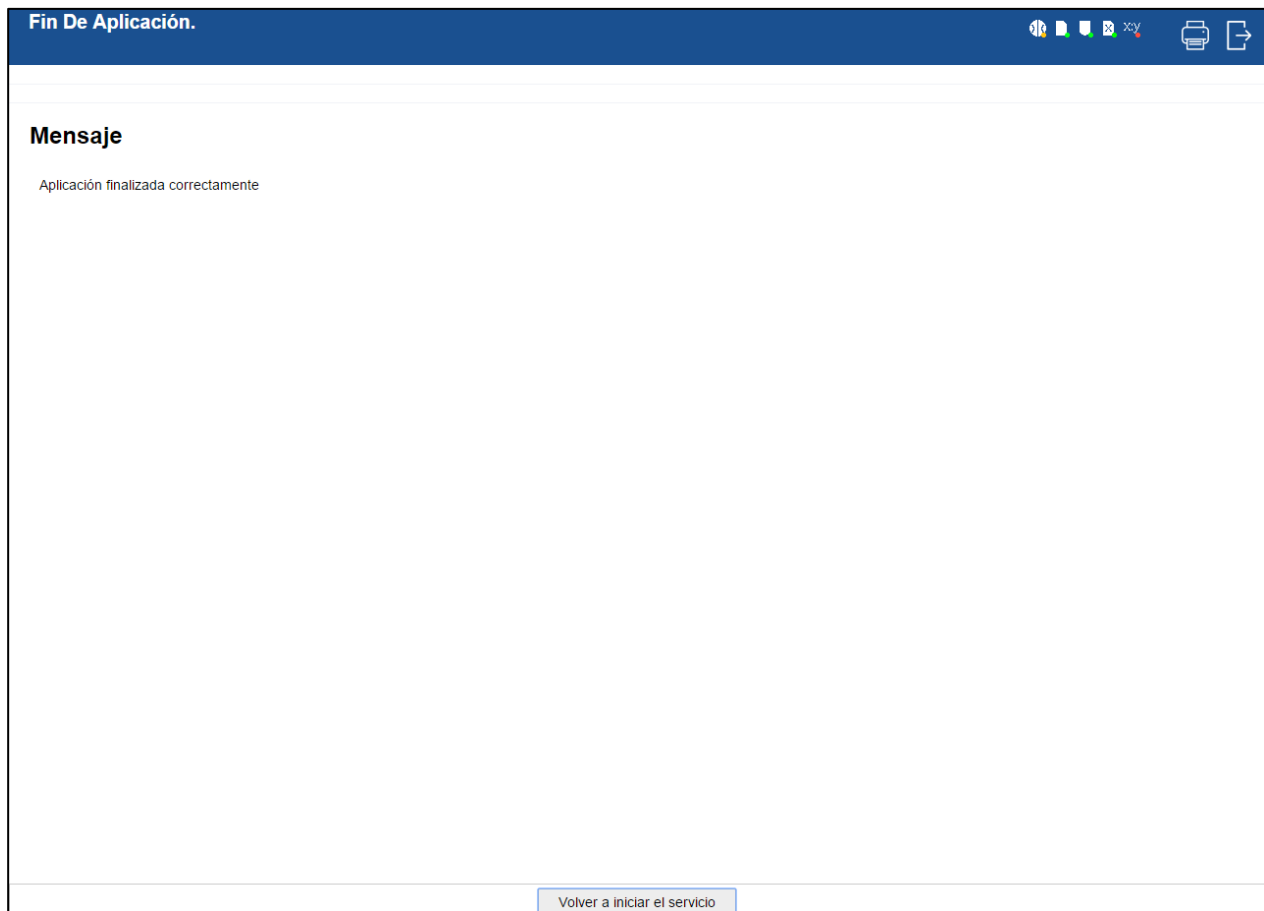 Fin De Aplicación.
x:y
Mensaje
Aplicación finalizada correctamente
Volver a iniciar el servicio